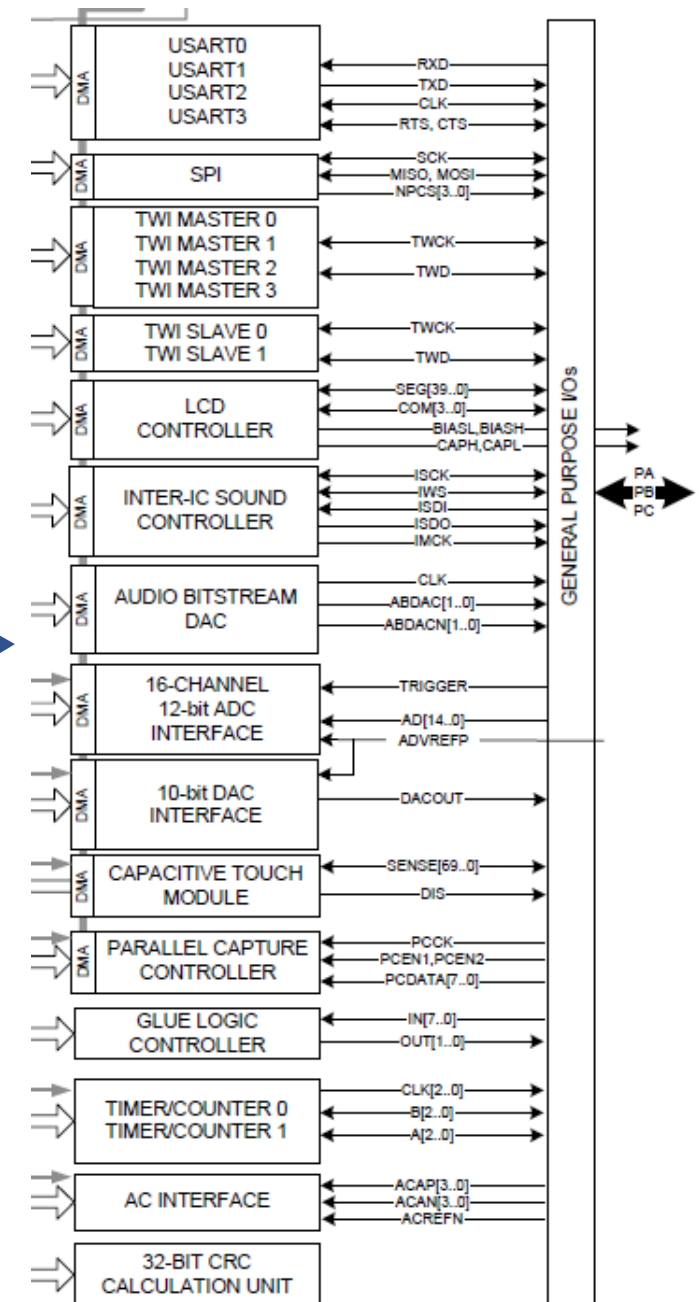 USART0
USART1
USART2
USART3
DMA
RXD
TXD
CLK
RTS, CTS
SPI
DMA
SCK
MISO, MOSI
NPCS[3..0]
TWI MASTER 0
TWI MASTER 1
TWI MASTER 2
TWI MASTER 3
DMA
TWCK
TWD
TWI SLAVE 0
TWI SLAVE 1
DMA
TWCK
TWD
LCD
CONTROLLER
DMA
SEG[39..0]
COM[3..0]
BIASL,BIASH
CAPH,CAPL
INTER-IC SOUND
CONTROLLER
DMA
ISCK
IWS
ISDI
ISDO
IMCK
AUDIO BITSTREAM
DAC
DMA
CLK
ABDAC[1..0]
ABDACN[1..0]
16-CHANNEL
12-bit ADC
INTERFACE
DMA
TRIGGER
AD[14..0]
ADVREFP
10-bit DAC
INTERFACE
DMA
DACOUT
CAPACITIVE TOUCH
MODULE
DMA
SENSE[69..0]
DIS
PARALLEL CAPTURE
CONTROLLER
DMA
PCCK
PCEN1,PCEN2
PCDATA[7..0]
GLUE LOGIC
CONTROLLER
IN[7..0]
OUT[1..0]
TIMER/COUNTER 0
TIMER/COUNTER 1
CLK[2..0]
B[2..0]
A[2..0]
AC INTERFACE
ACAP[3..0]
ACAN[3..0]
ACREFN
32-BIT CRC
CALCULATION UNIT
GENERAL PURPOSE I/Os
PA
PB
PC